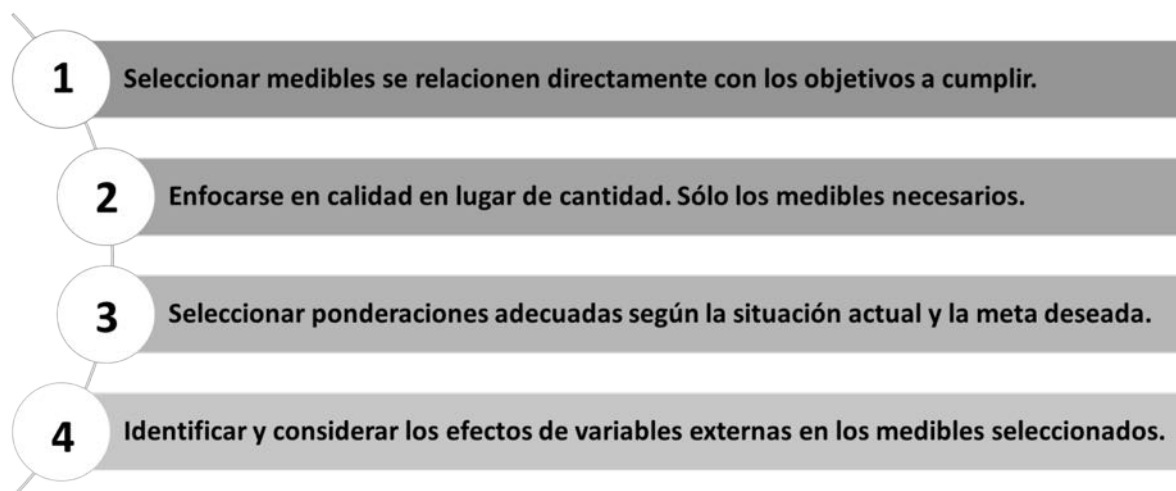 1 Seleccionar medibles se relacionen directamente con los objetivos a cumplir.
2 Enfocarse en calidad en lugar de cantidad. Sólo los medibles necesarios.
3 Seleccionar ponderaciones adecuadas según la situación actual y la meta deseada.
4 Identificar y considerar los efectos de variables externas en los medibles seleccionados.